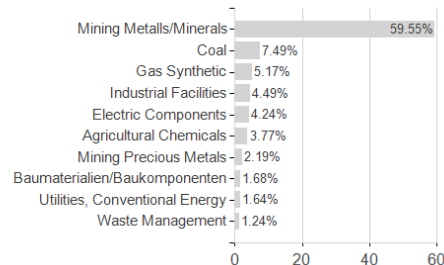 Mining Metalls/Minerals 59.55%
Coal 7.49%
Gas Synthetic 5.17%
Industrial Facilities 4.49%
Electric Components 4.24%
Agricultural Chemicals 3.77%
Mining Precious Metals 2.19%
Baumaterialien/Baukomponenten 1.68%
Utilities, Conventional Energy 1.64%
Waste Management 1.24%
0 20 40 60